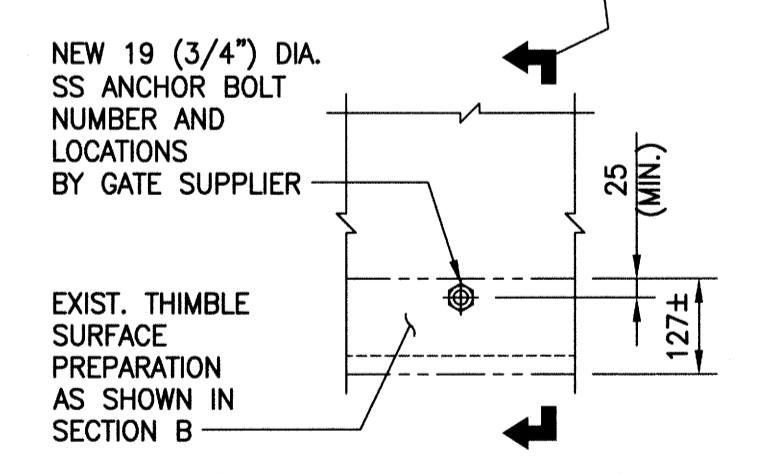 NEW 19 (3/4") DIA.
SS ANCHOR BOLT
NUMBER AND
LOCATIONS
BY GATE SUPPLIER
25
(MIN.)
127±
EXIST. THIMBLE
SURFACE
PREPARATION
AS SHOWN IN
SECTION B